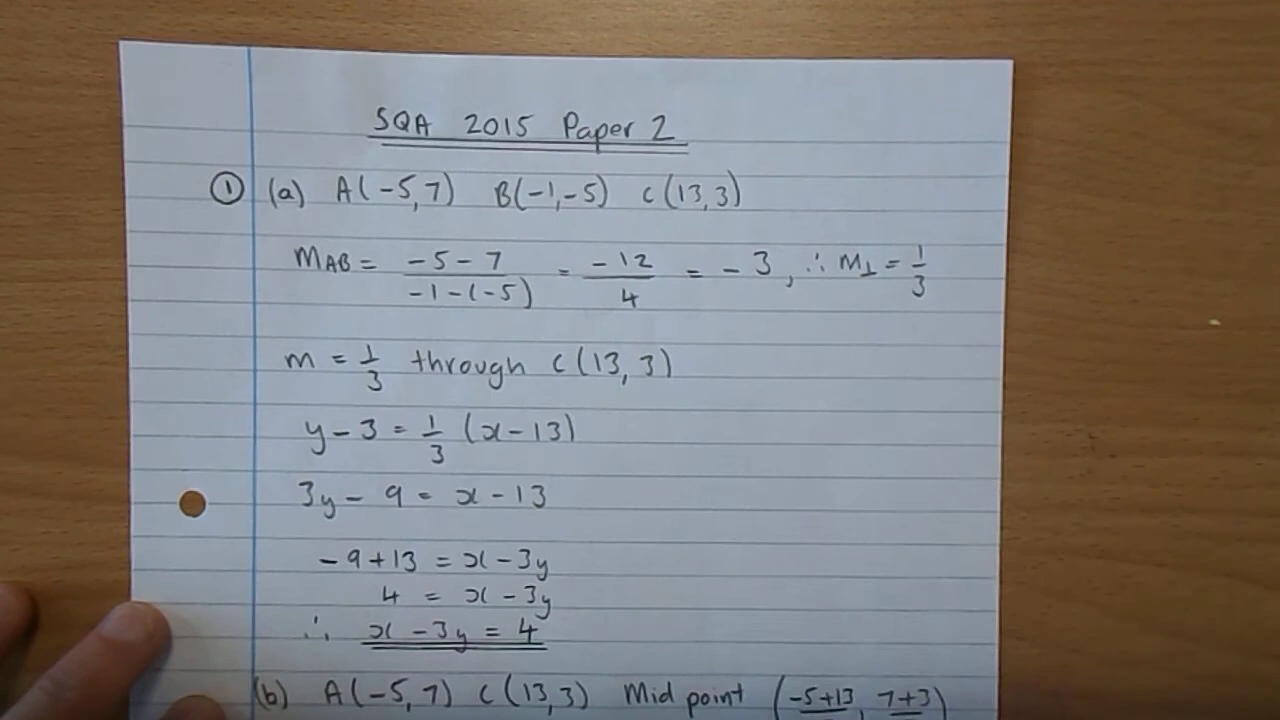 SQA 2015 Paper 2
① (a) A(-5,7) B(-1,-5) C(13,3)
mAB = -5-7 / -1-(-5) = -12/4 = -3, ∴ m⊥ = 1/3
m = 1/3 through C(13,3)
y-3 = 1/3 (x-13)
3y-9 = x-13
-9+13 = x-3y
4 = x-3y
∴ x-3y = 4
(b) A(-5,7) C(13,3) Mid point (-5+13, 7+3)